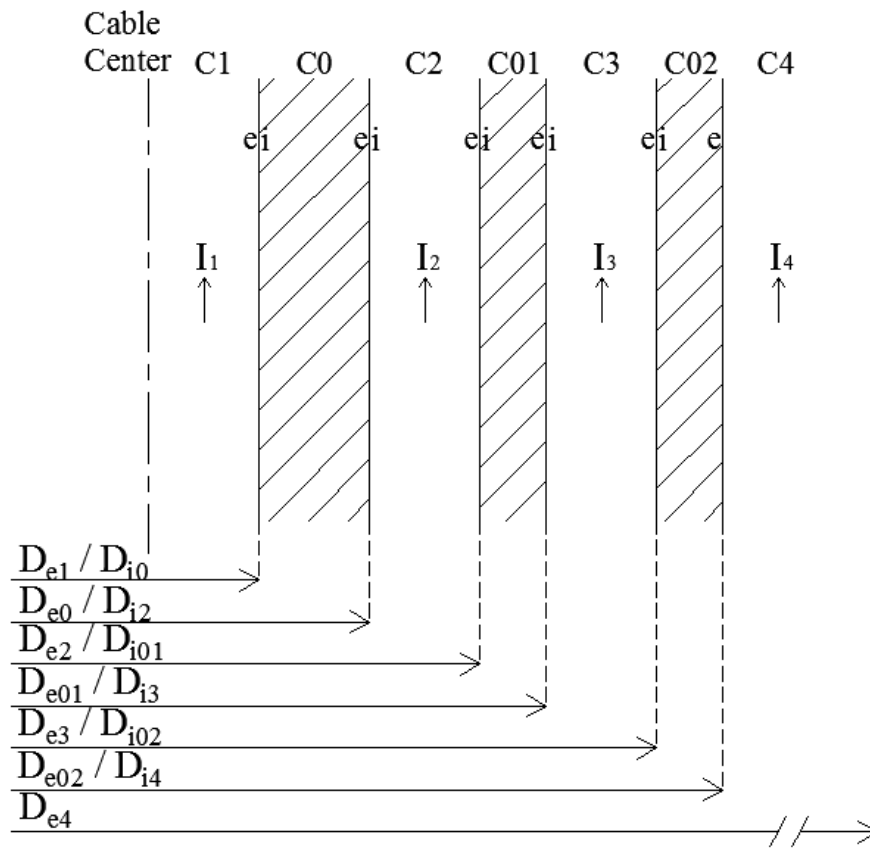 Cable
Center C1 C0 C2 C01 C3 C02 C4
ei ei ei ei ei e
I1 I2 I3 I4
De1 / Di0
De0 / Di2
De2 / Di01
De01 / Di3
De3 / Di02
De02 / Di4
De4